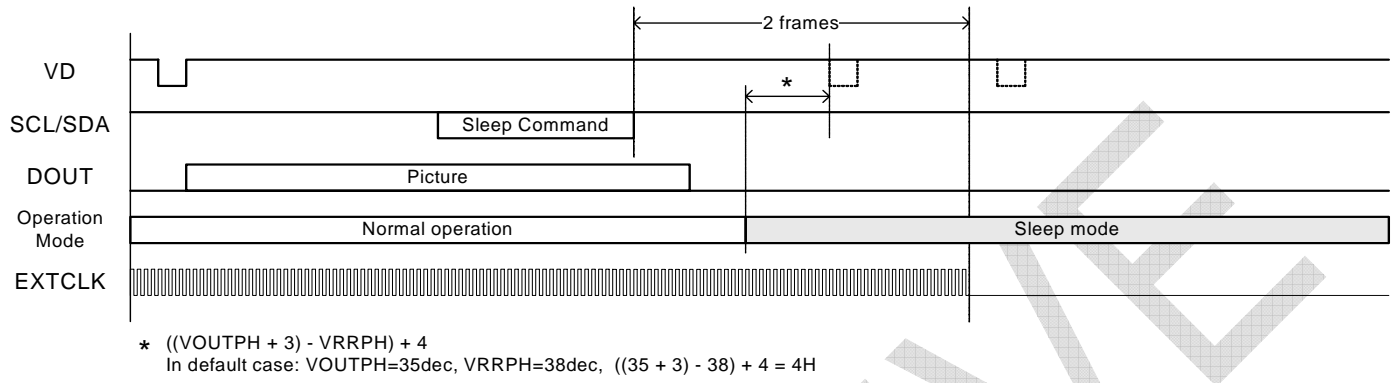 2 frames
VD
*
SCL/SDA
Sleep Command
DOUT
Picture
Operation
Mode
Normal operation
Sleep mode
EXTCLK
* ((VOUTPH + 3) - VRRPH) + 4
In default case: VOUTPH=35dec, VRRPH=38dec, ((35 + 3) - 38) + 4 = 4H